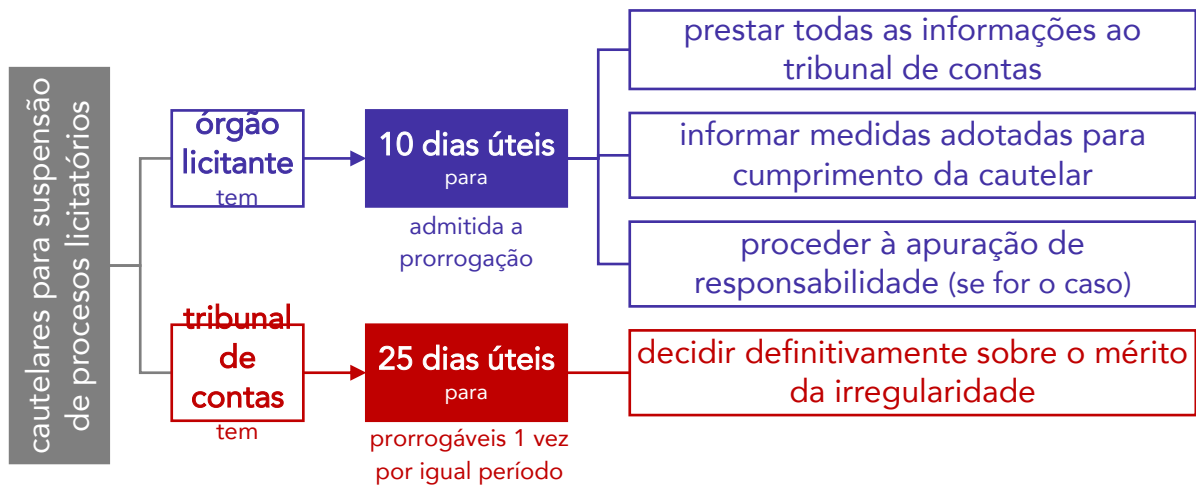 cautelares para suspensão
de procesos licitatórios
órgão
licitante
tem
10 dias úteis
para
admitida a
prorrogação
prestar todas as informações ao
tribunal de contas
informar medidas adotadas para
cumprimento da cautelar
proceder à apuração de
responsabilidade (se for o caso)
tribunal
de
contas
tem
25 dias úteis
para
prorrogáveis 1 vez
por igual período
decidir definitivamente sobre o mérito
da irregularidade